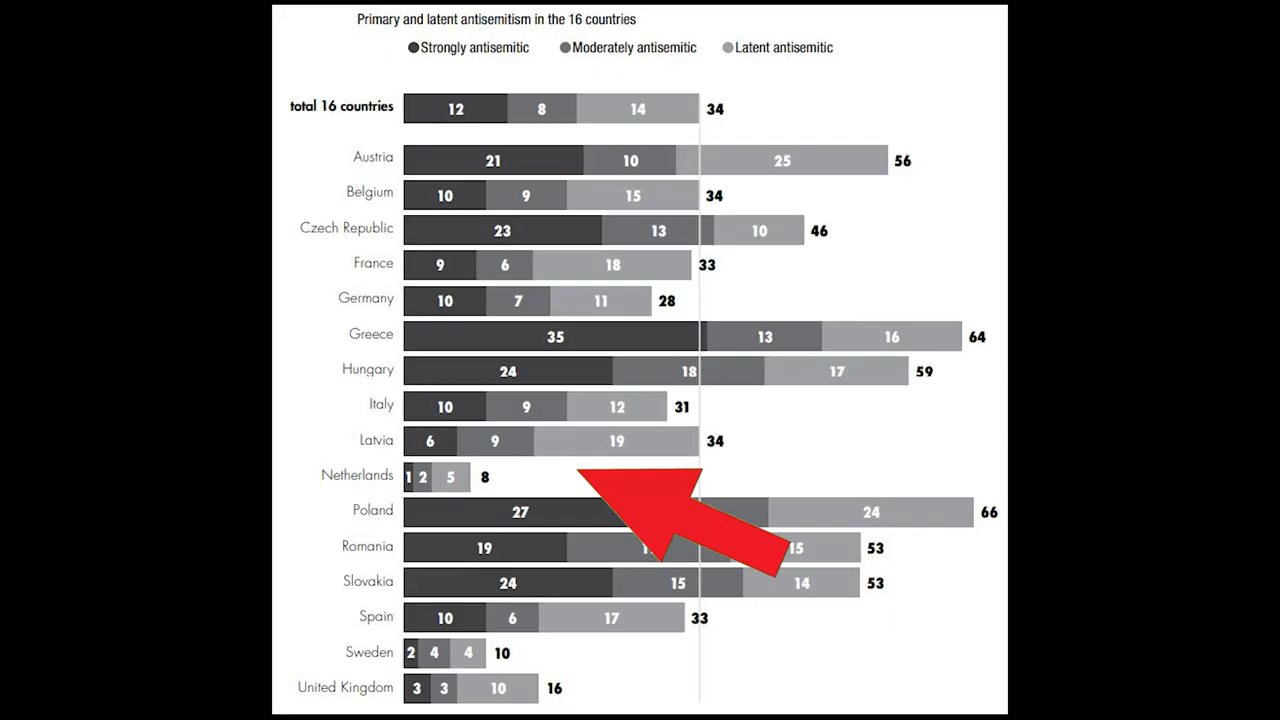 Primary and latent antisemitism in the 16 countries
Strongly antisemitic Moderately antisemitic Latent antisemitic
total 16 countries 12 8 14 34
Austria 21 10 25 56
Belgium 10 9 15 34
Czech Republic 23 13 10 46
France 9 6 18 33
Germany 10 7 11 28
Greece 35 13 16 64
Hungary 24 18 17 59
Italy 10 9 12 31
Latvia 6 9 19 34
Netherlands 1 2 5 8
Poland 27 24 66
Romania 19 15 53
Slovakia 24 15 14 53
Spain 10 6 17 33
Sweden 2 4 4 10
United Kingdom 3 3 10 16